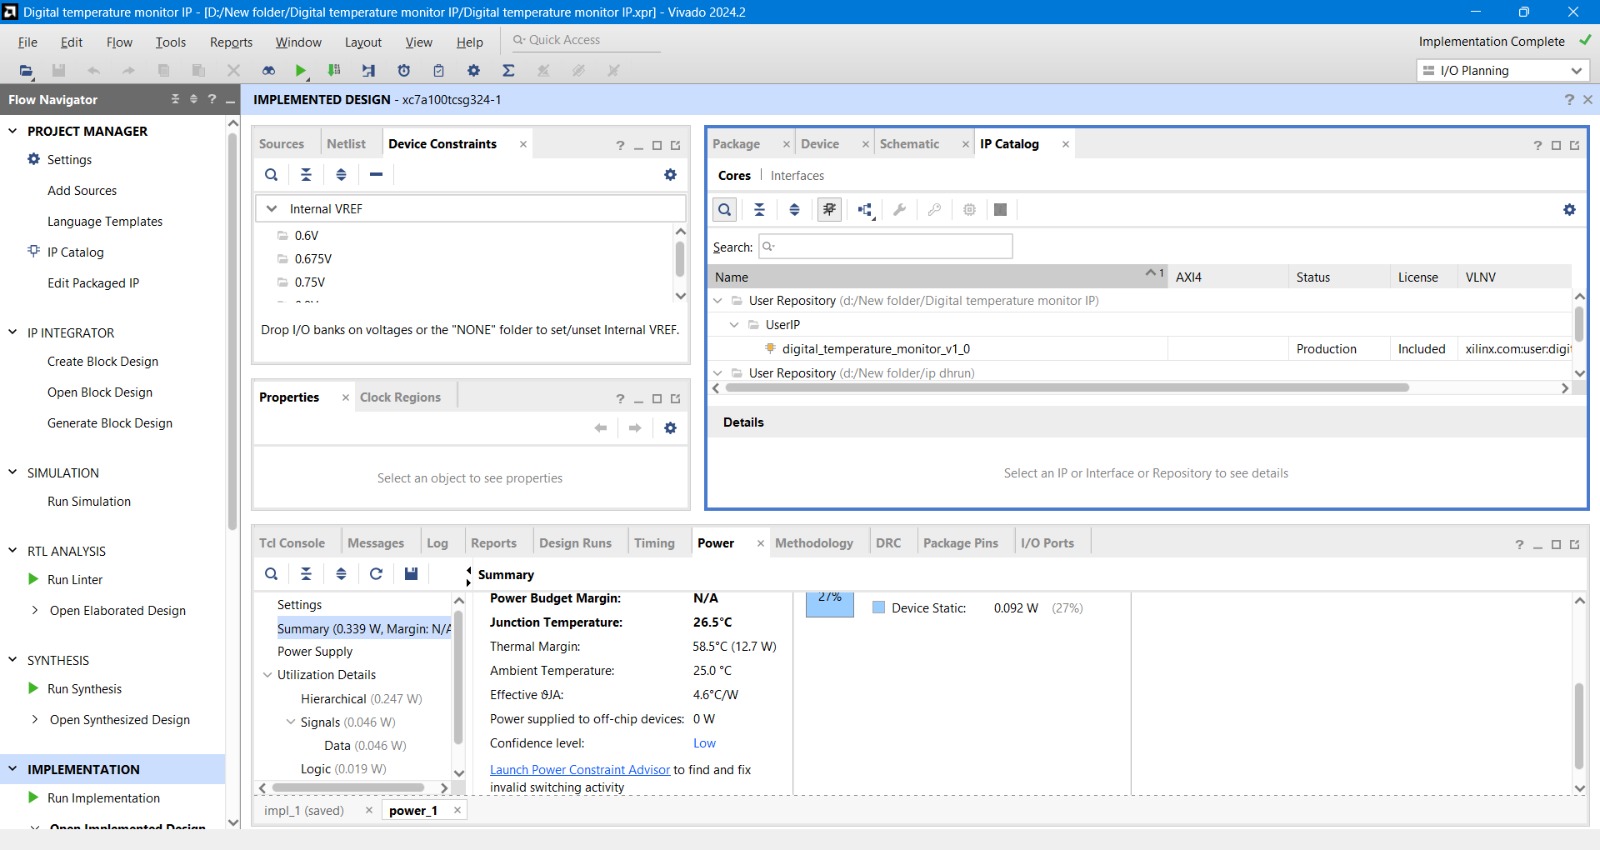 Digital temperature monitor IP - [D:/New folder/Digital temperature monitor IP/Digital temperature monitor IP.xpr] - Vivado 2024.2
File Edit Flow Tools Reports Window Layout View Help Quick Access
Implementation Complete
I/O Planning
Flow Navigator
IMPLEMENTED DESIGN - xc7a100tcsg324-1
PROJECT MANAGER
Settings
Add Sources
Language Templates
IP Catalog
Edit Packaged IP
IP INTEGRATOR
Create Block Design
Open Block Design
Generate Block Design
SIMULATION
Run Simulation
RTL ANALYSIS
Run Linter
Open Elaborated Design
SYNTHESIS
Run Synthesis
Open Synthesized Design
IMPLEMENTATION
Run Implementation
Open Implemented Design
Sources Netlist Device Constraints
Internal VREF
0.6V
0.675V
0.75V
Drop I/O banks on voltages or the "NONE" folder to set/unset Internal VREF.
Properties Clock Regions
Select an object to see properties
Package Device Schematic IP Catalog
Cores | Interfaces
Search:
Name 1 AXI4 Status License VLNV
User Repository (d:/New folder/Digital temperature monitor IP)
UserIP
digital_temperature_monitor_v1_0 Production Included xilinx.com:user:digit
User Repository (d:/New folder/ip dhrun)
Details
Select an IP or Interface or Repository to see details
Tcl Console Messages Log Reports Design Runs Timing Power Methodology DRC Package Pins I/O Ports
Summary
Settings
Summary (0.339 W, Margin: N/A
Power Supply
Utilization Details
Hierarchical (0.247 W)
Signals (0.046 W)
Data (0.046 W)
Logic (0.019 W)
Power Budget Margin: N/A
Junction Temperature: 26.5°C
Thermal Margin: 58.5°C (12.7 W)
Ambient Temperature: 25.0 °C
Effective ϑJA: 4.6°C/W
Power supplied to off-chip devices: 0 W
Confidence level: Low
Launch Power Constraint Advisor to find and fix
invalid switching activity
27%
Device Static: 0.092 W (27%)
impl_1 (saved) power_1